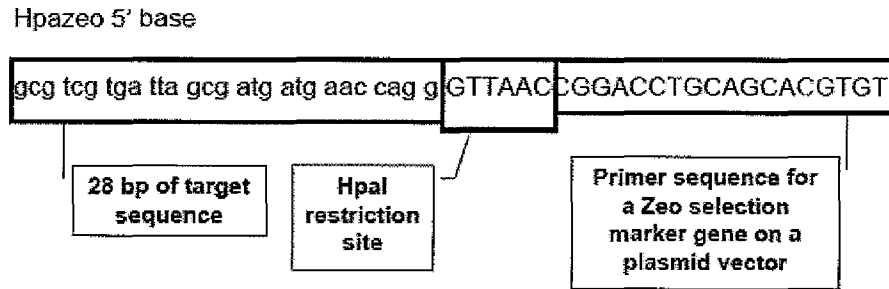 Hpazeo 5' base
gcg tcg tga tta gcg atg atg aac cag g GTTAAC CGGACCTGCAGCACGTGT
28 bp of target
sequence
HpaI
restriction
site
Primer sequence for
a Zeo selection
marker gene on a
plasmid vector